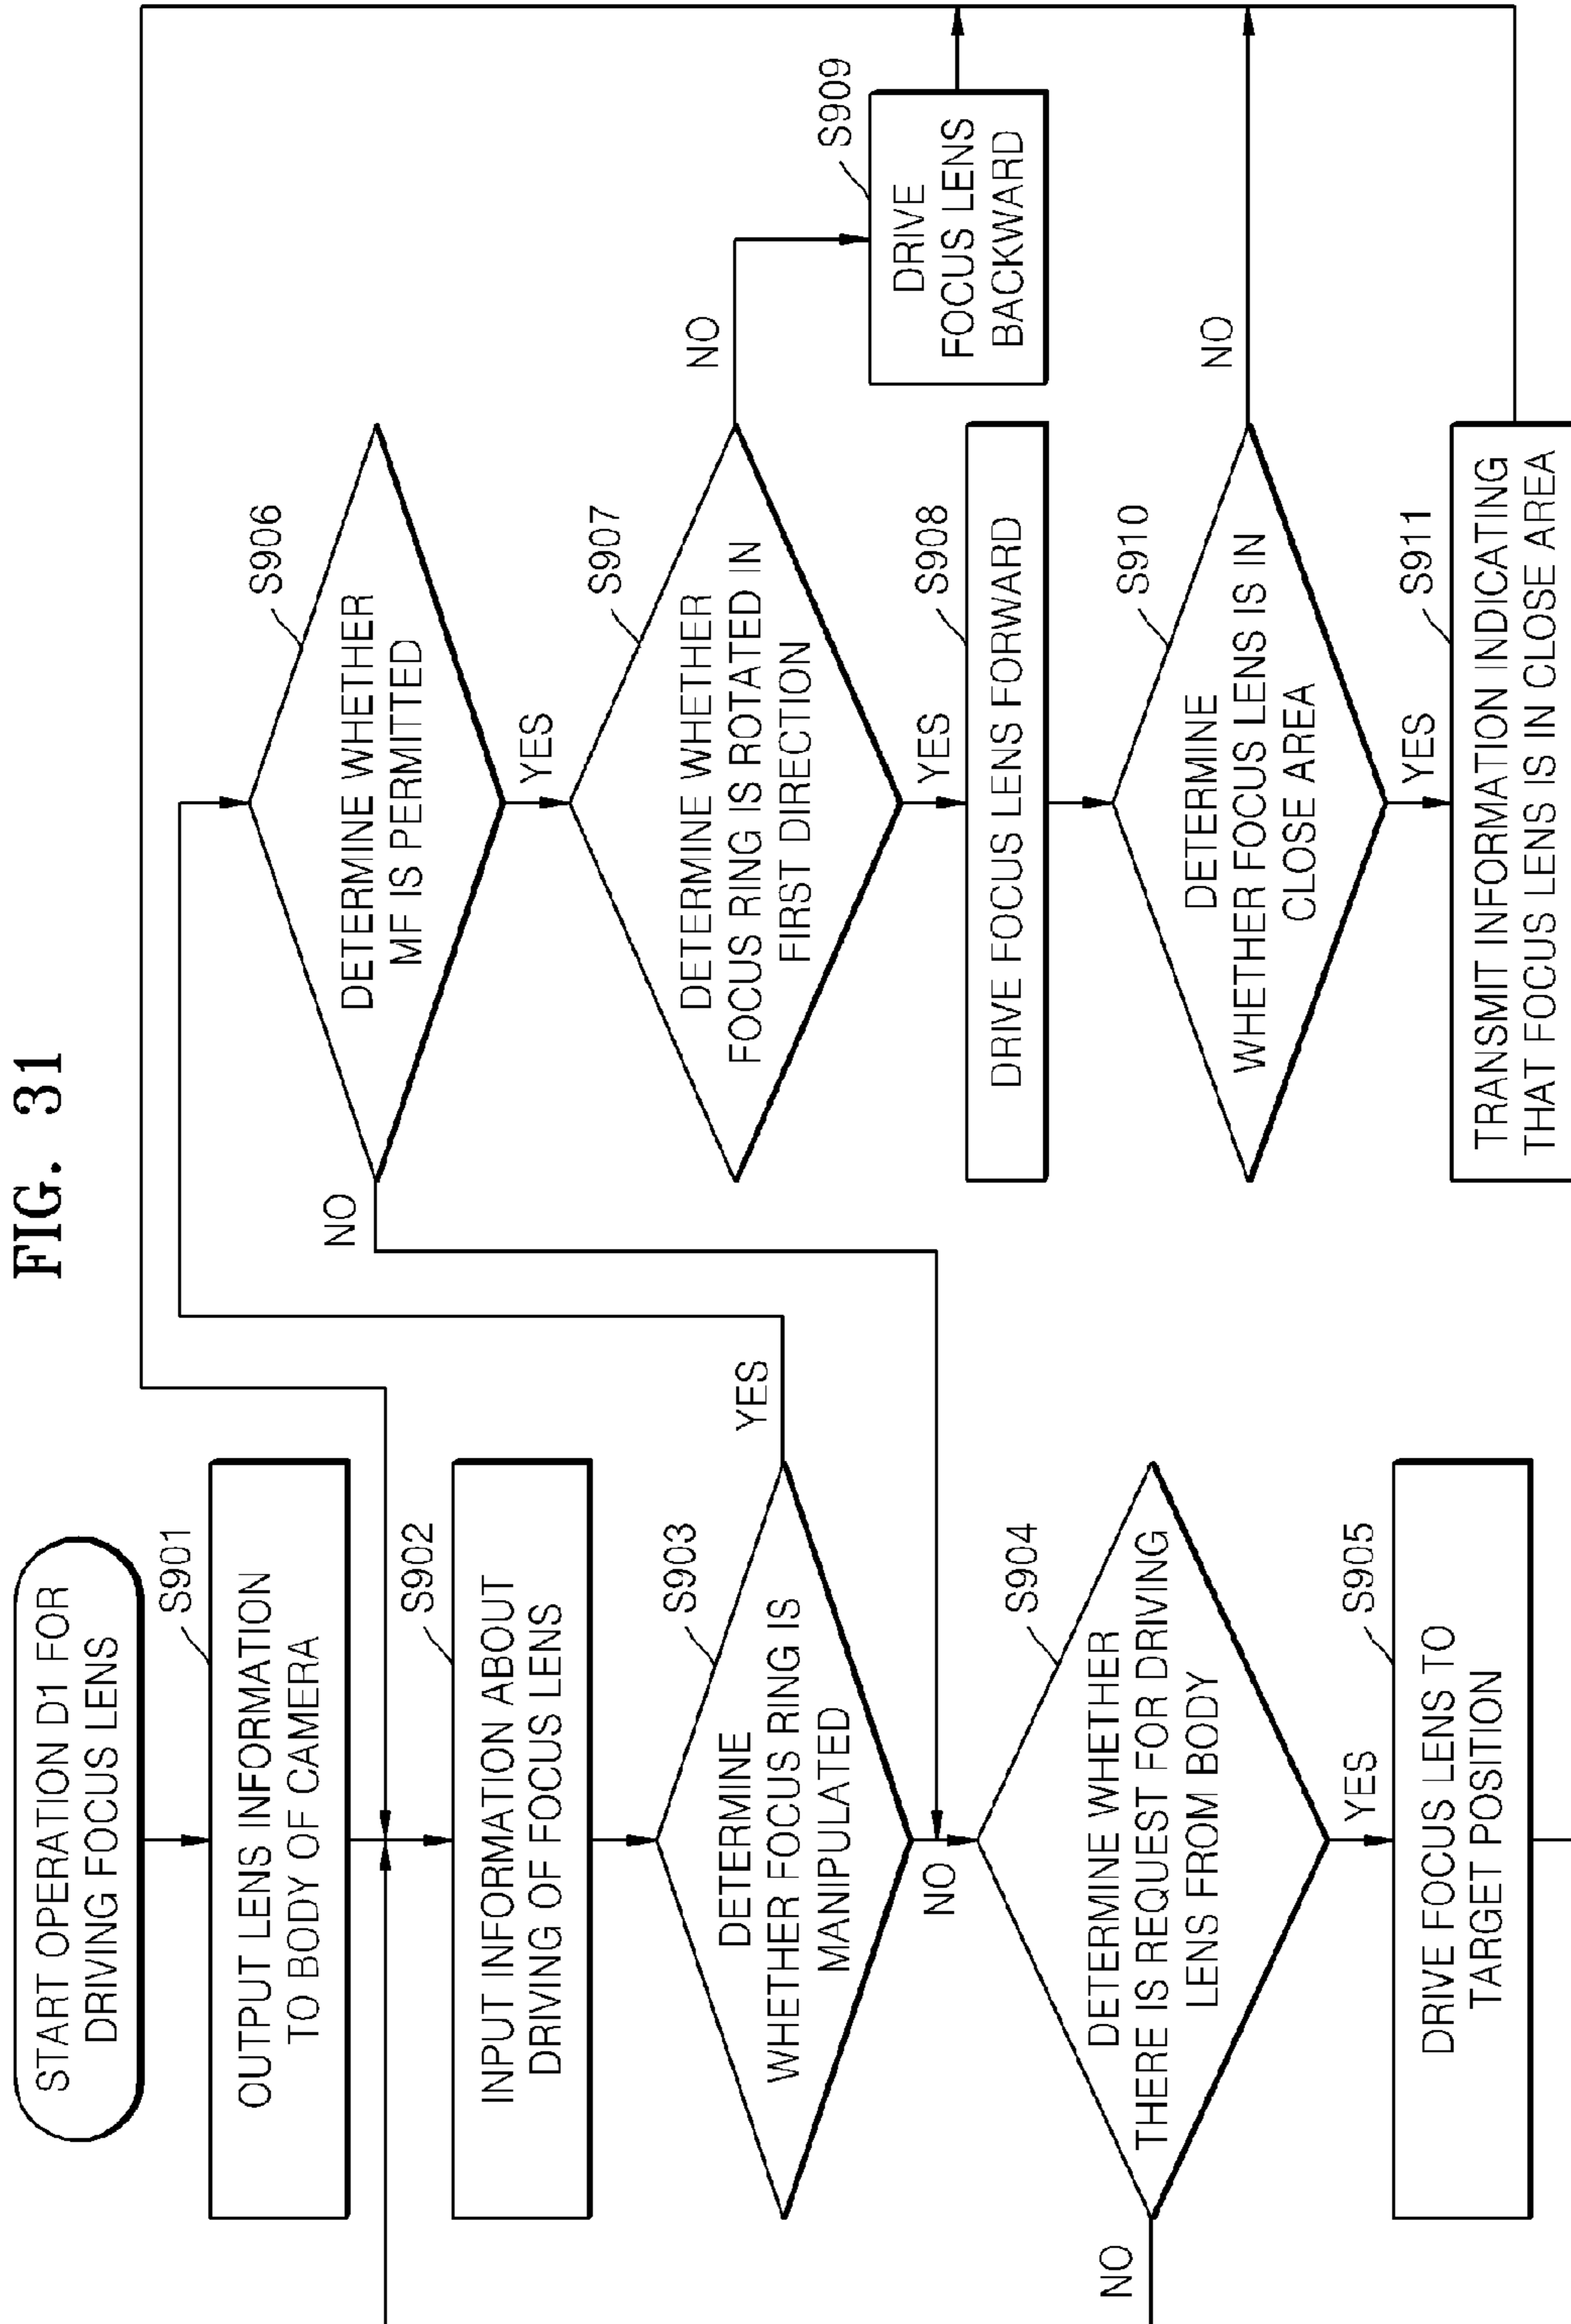 FIG. 31
START OPERATION D1 FOR
DRIVING FOCUS LENS
S901
OUTPUT LENS INFORMATION
TO BODY OF CAMERA
S902
INPUT INFORMATION ABOUT
DRIVING OF FOCUS LENS
S903
DETERMINE
WHETHER FOCUS RING IS
MANIPULATED
YES
NO
S904
DETERMINE WHETHER
THERE IS REQUEST FOR DRIVING
LENS FROM BODY
NO
YES
S905
DRIVE FOCUS LENS TO
TARGET POSITION
S906
DETERMINE WHETHER
MF IS PERMITTED
NO
YES
S907
DETERMINE WHETHER
FOCUS RING IS ROTATED IN
FIRST DIRECTION
NO
YES
S908
DRIVE FOCUS LENS FORWARD
S909
DRIVE
FOCUS LENS
BACKWARD
S910
DETERMINE
WHETHER FOCUS LENS IS IN
CLOSE AREA
NO
YES
S911
TRANSMIT INFORMATION INDICATING
THAT FOCUS LENS IS IN CLOSE AREA